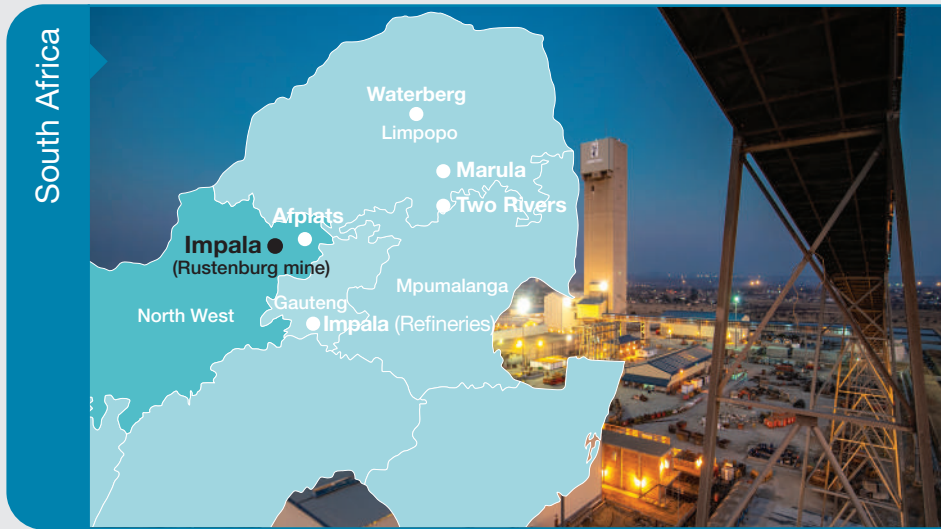 South Africa
Waterberg
Limpopo
Marula
Two Rivers
Afplats
Impala
(Rustenburg mine)
Mpumalanga
Gauteng
North West
Impala (Refineries)